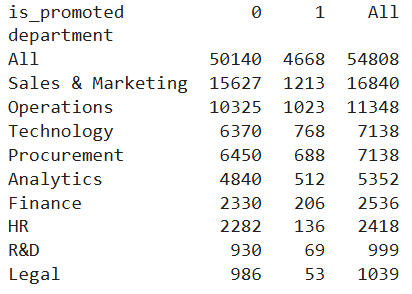 is_promoted 0 1 All
department
All 50140 4668 54808
Sales & Marketing 15627 1213 16840
Operations 10325 1023 11348
Technology 6370 768 7138
Procurement 6450 688 7138
Analytics 4840 512 5352
Finance 2330 206 2536
HR 2282 136 2418
R&D 930 69 999
Legal 986 53 1039